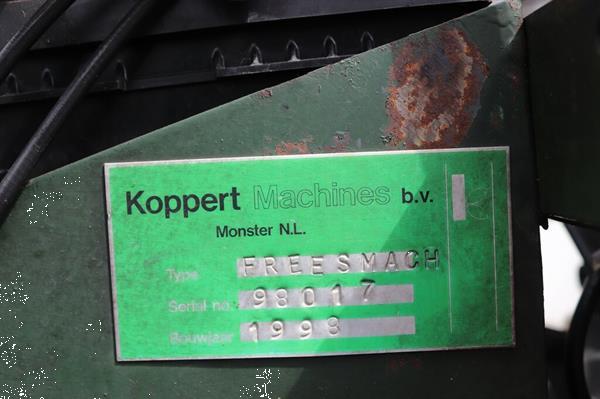 Koppert Machines b.v.
Monster N.L.
Type FREESMACH
Serial no. 98017
Bouwjaar 1998